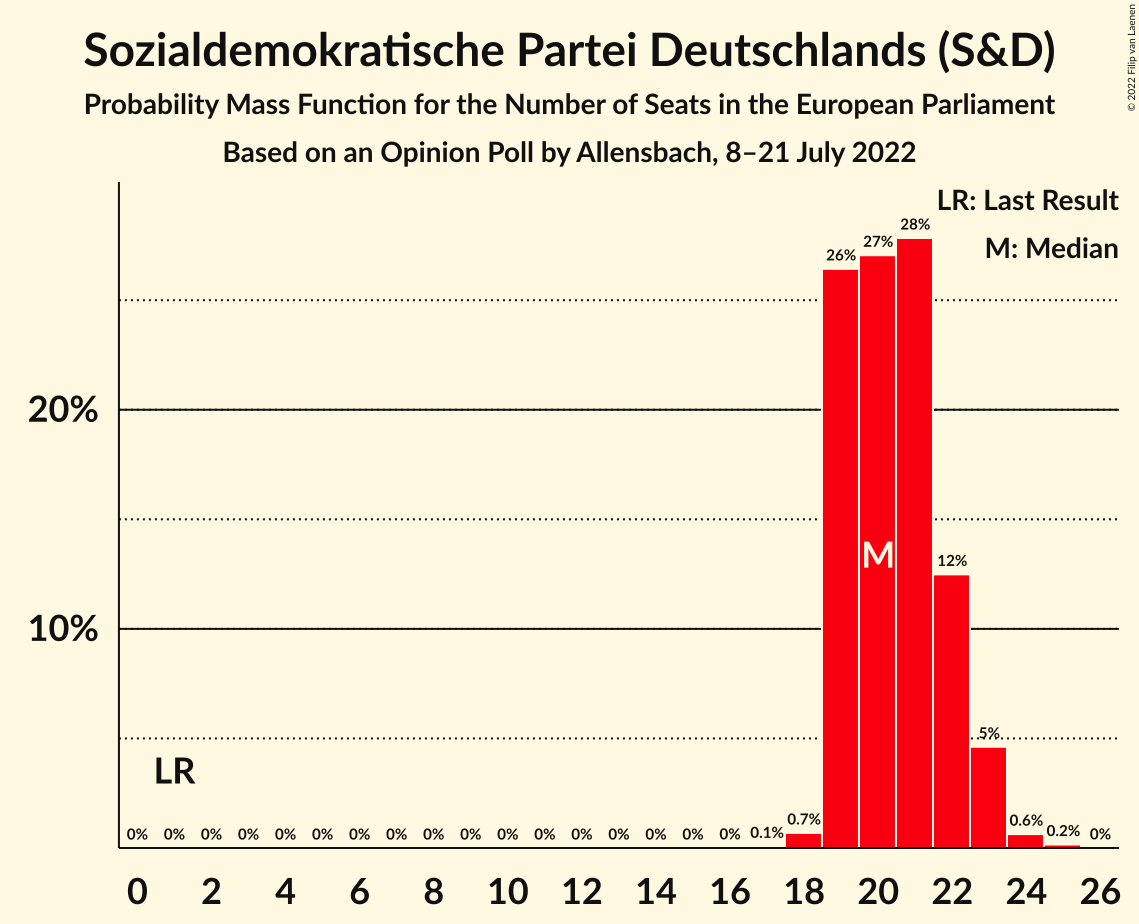 Sozialdemokratische Partei Deutschlands (S&D)
Probability Mass Function for the Number of Seats in the European Parliament
Based on an Opinion Poll by Allensbach, 8–21 July 2022
© 2022 Filip van Laenen
LR: Last Result
M: Median
28%
27%
26%
20%
M
12%
10%
5%
LR
0% 0% 0% 0% 0% 0% 0% 0% 0% 0% 0% 0% 0% 0% 0% 0% 0% 0.1% 0.7% 0.6% 0.2% 0%
0 2 4 6 8 10 12 14 16 18 20 22 24 26